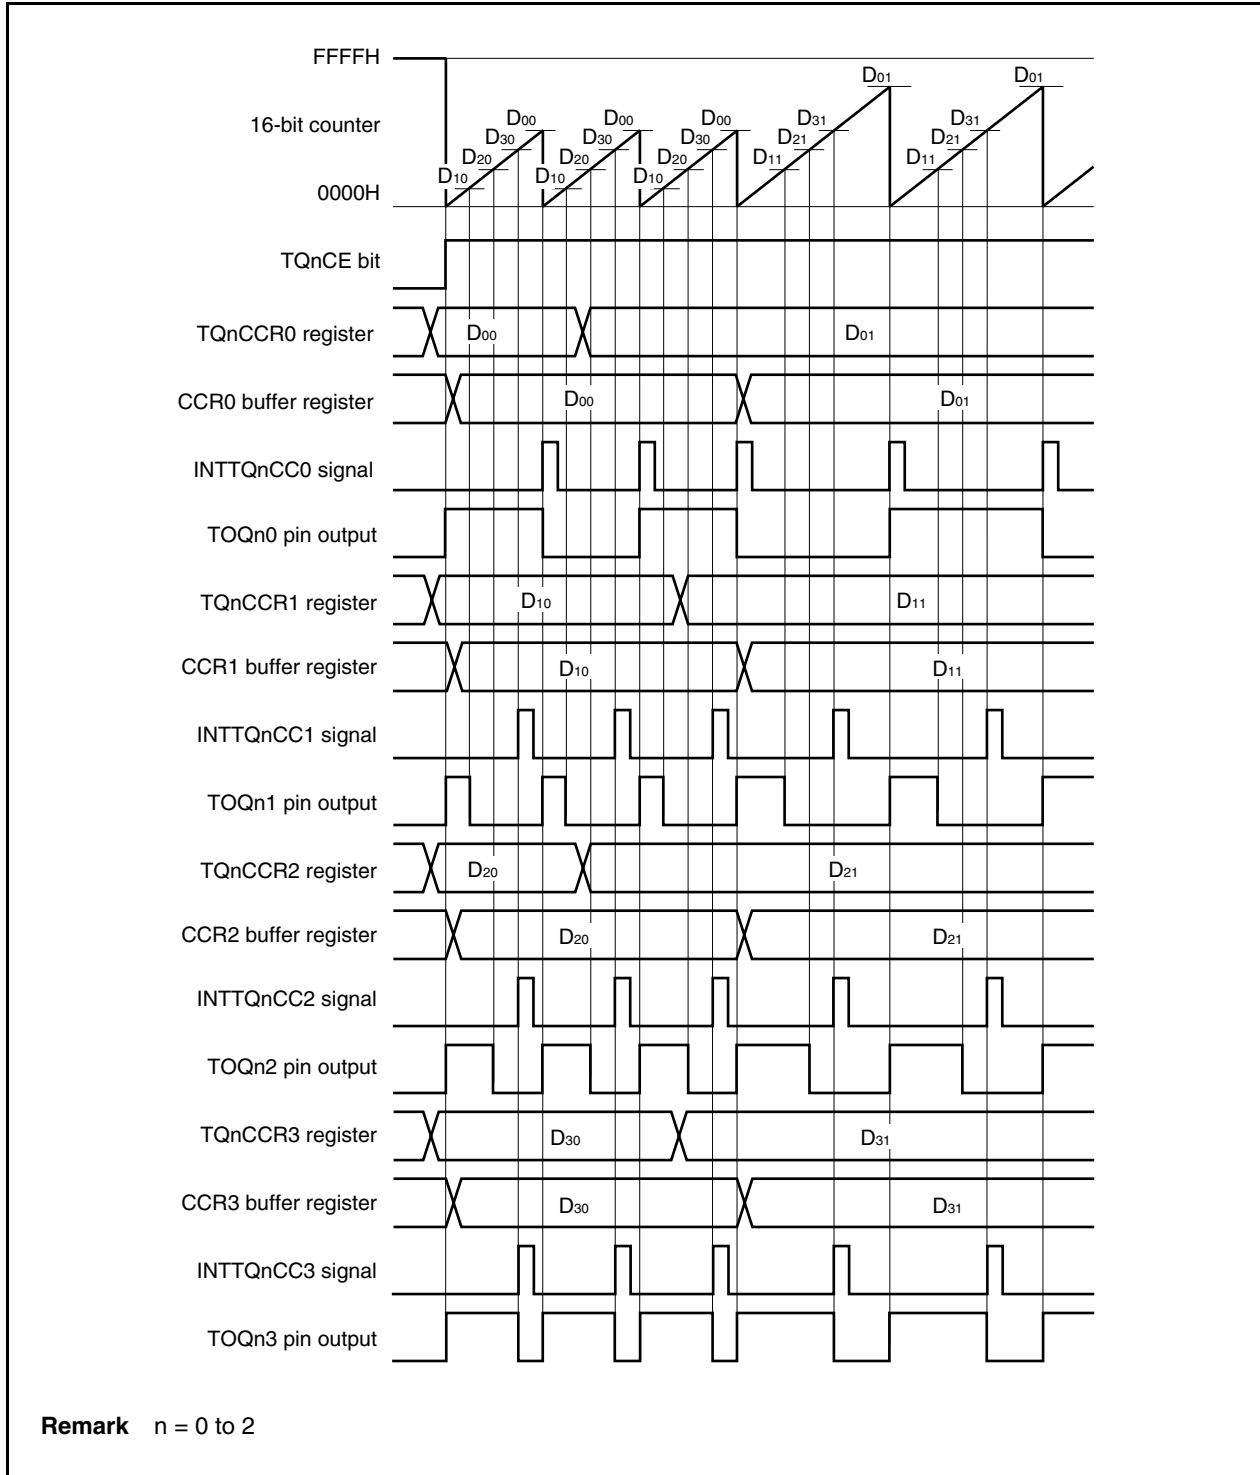 FFFFH
D01 D01
16-bit counter
D00 D00 D00 D31 D31
D30 D30 D30 D21 D21
D20 D20 D20 D11 D11
D10 D10 D10
0000H
TQnCE bit
TQnCCR0 register D00 D01
CCR0 buffer register D00 D01
INTTQnCC0 signal
TOQn0 pin output
TQnCCR1 register D10 D11
CCR1 buffer register D10 D11
INTTQnCC1 signal
TOQn1 pin output
TQnCCR2 register D20 D21
CCR2 buffer register D20 D21
INTTQnCC2 signal
TOQn2 pin output
TQnCCR3 register D30 D31
CCR3 buffer register D30 D31
INTTQnCC3 signal
TOQn3 pin output
Remark n = 0 to 2